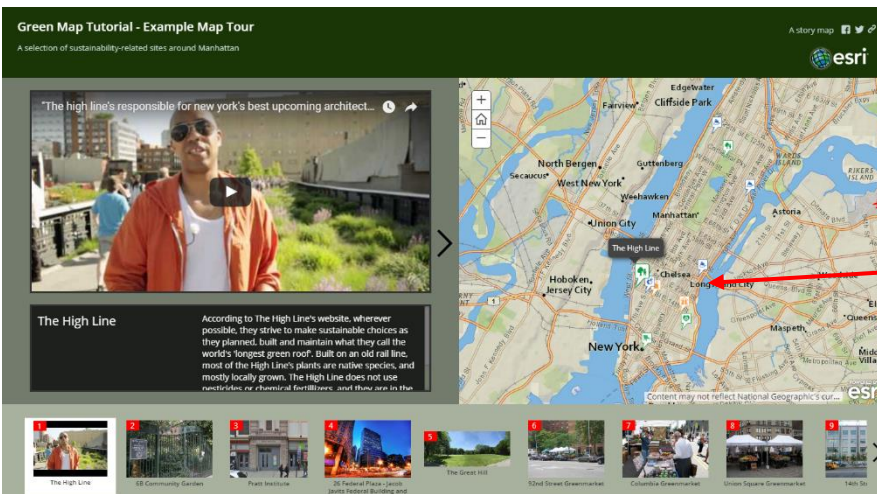 Green Map Tutorial - Example Map Tour
A selection of sustainability-related sites around Manhattan
A story map
esri
"The high line's responsible for new york's best upcoming architect...
The High Line
According to The High Line's website, wherever
possible, they strive to make sustainable choices as
they planned, built and maintain what they call the
world's 'longest green roof'. Built on an old rail line,
most of the High Line's plants are native species, and
mostly locally grown. The High Line does not use
pesticides or chemical fertilizers, and they are in the
Edgewater
Fairview
Cliffside Park
North Bergen
Guttenberg
Secaucus
West New York
WARDS
ISLAND
RIKERS
ISLAND
Weehawken
Manhattan
Astoria
Union City
The High Line
Chelsea
Hoboken
Long Island City
Jersey City
Maspeth
New York
Metropolitan Ave
Content may not reflect National Geographic's cur...
esri
1
The High Line
2
6B Community Garden
3
Pratt Institute
4
26 Federal Plaza - Jacob
Javits Federal Building and
5
The Great Hill
6
92nd Street Greenmarket
7
Columbia Greenmarket
8
Union Square Greenmarket
9
14th